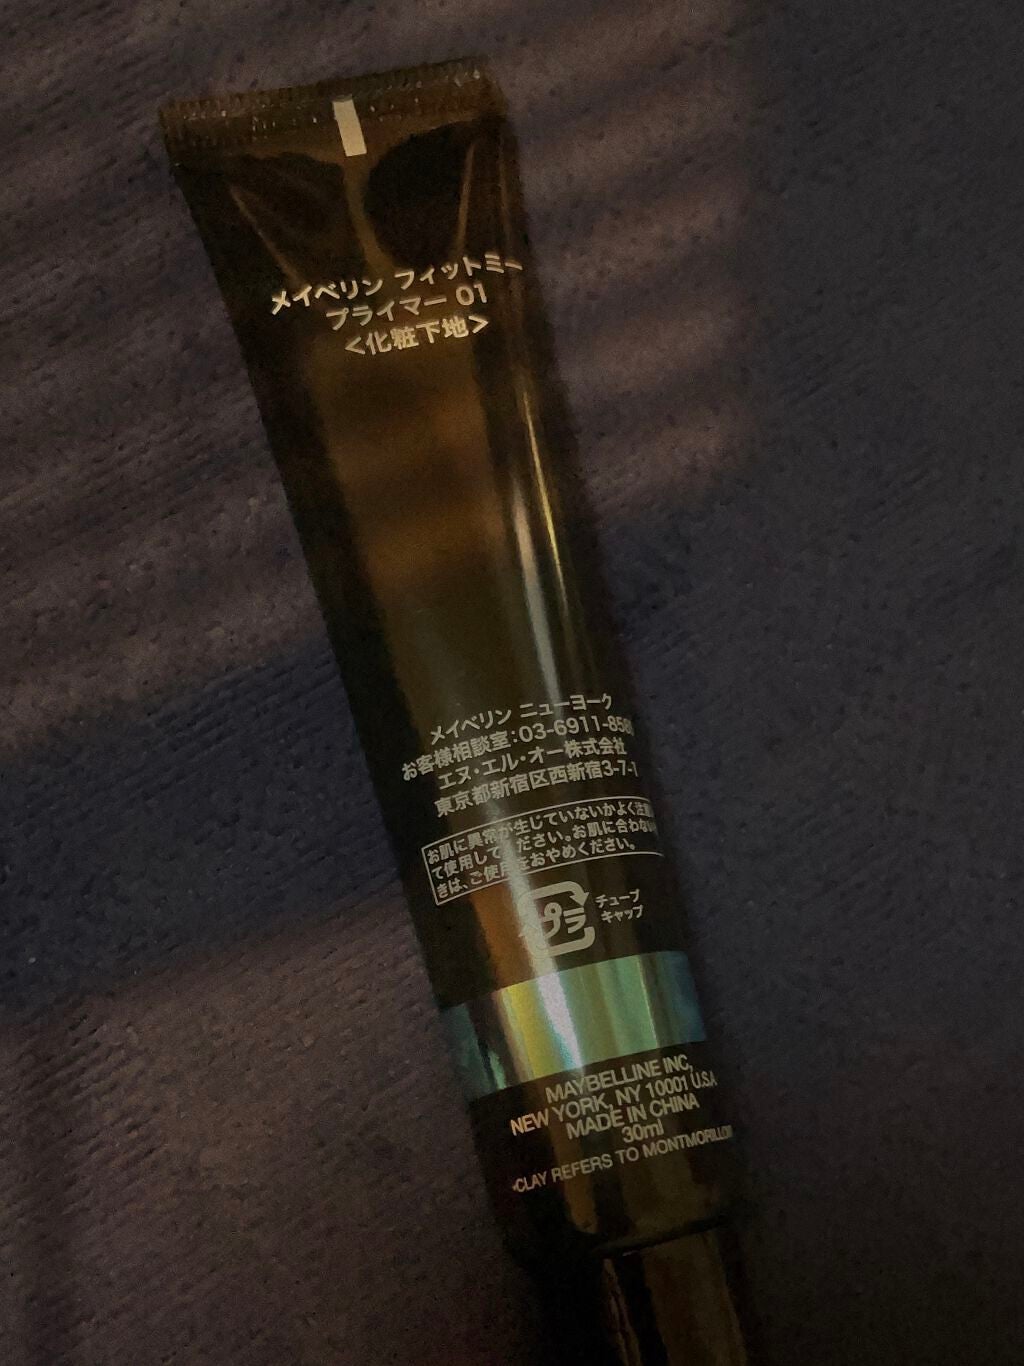 メイベリン フィットミー
プライマー 01
<化粧下地>
メイベリン ニューヨーク
お客様相談室:03-6911-858
エヌ・エル・オー株式会社
東京都新宿区西新宿3-7-1
お肌に異常が生じていないかよく注意し
て使用してください。お肌に合わないと
きは、ご使用をおやめください。
プラ チューブ
キャップ
MAYBELLINE INC,
NEW YORK, NY 10001 U.S.A
MADE IN CHINA
30ml
*CLAY REFERS TO